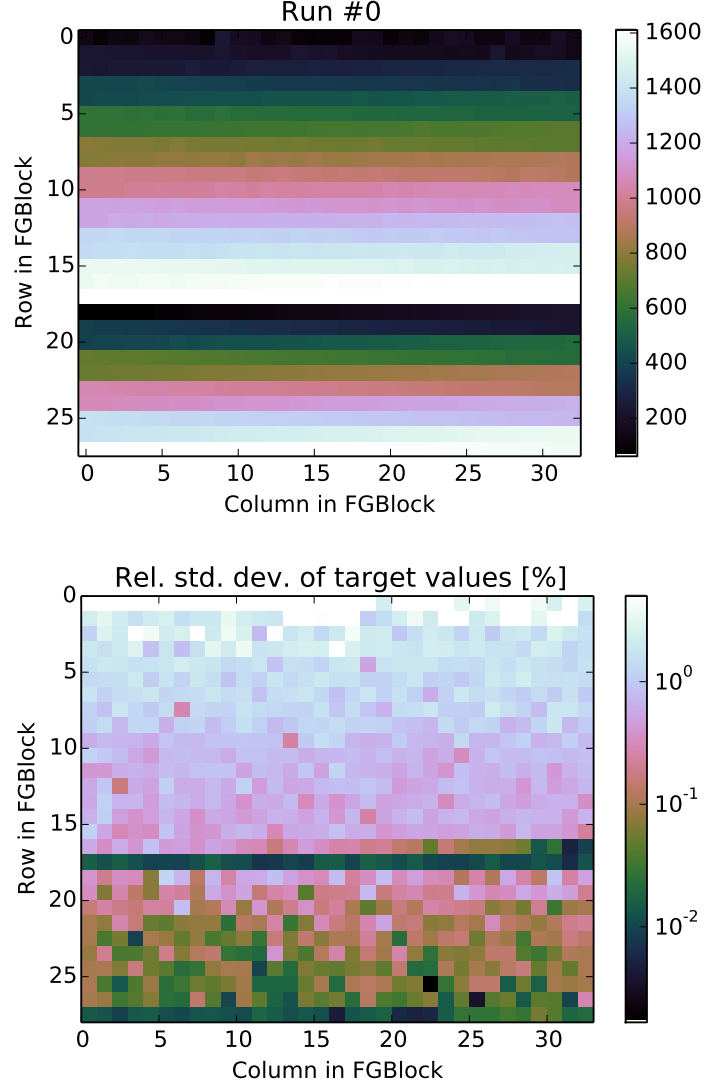 Run #0
0
5
10
15
20
25
Row in FGBlock
0 5 10 15 20 25 30
Column in FGBlock
1600
1400
1200
1000
800
600
400
200
Rel. std. dev. of target values [%]
0
5
10
15
20
25
Row in FGBlock
0 5 10 15 20 25 30
Column in FGBlock
10^0
10^-1
10^-2